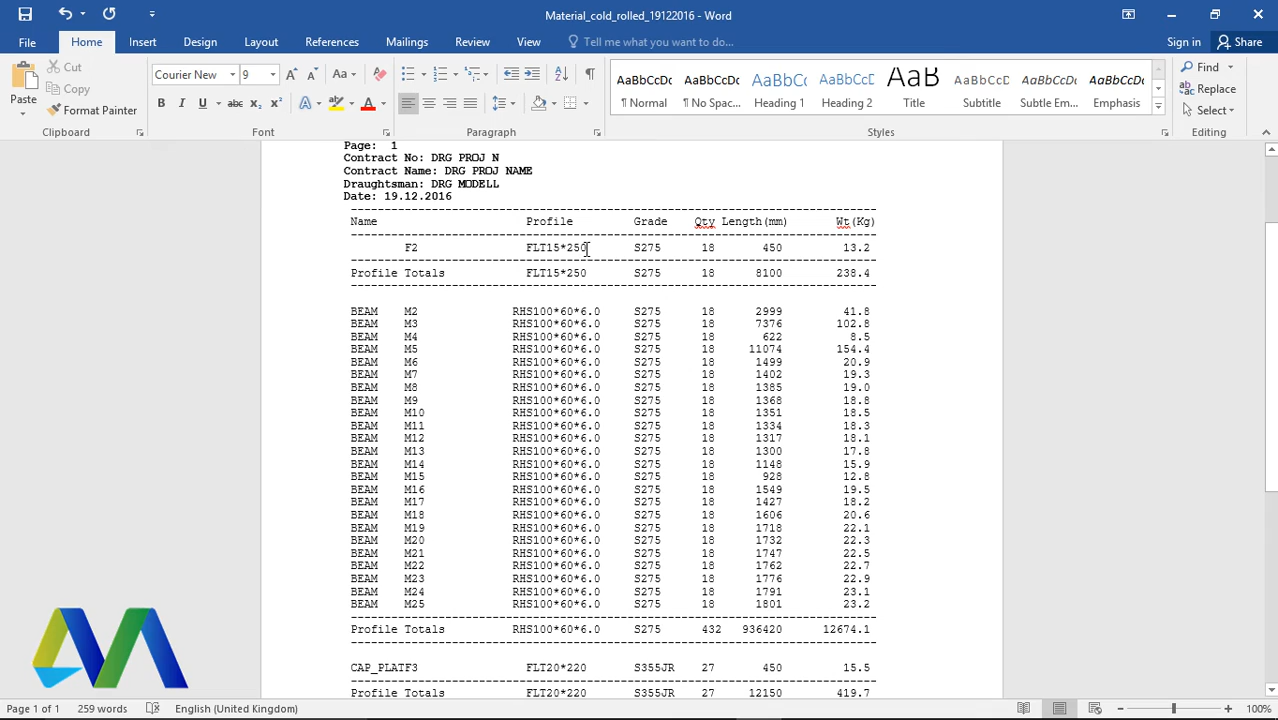 Material_cold_rolled_19122016 - Word
File Home Insert Design Layout References Mailings Review View Tell me what you want to do... Sign in Share
Paste
Cut
Copy
Format Painter
Courier New 9
Aa
B I U abc x₂ x² A A
AaBbCcDc AaBbCcDc AaBbCc AaBbCcD AaB AaBbCcD AaBbCcDc AaBbCcDc
¶ Normal ¶ No Spac... Heading 1 Heading 2 Title Subtitle Subtle Em... Emphasis
Find
Replace
Select
Clipboard Font Paragraph Styles Editing
Page: 1
Contract No: DRG PROJ N
Contract Name: DRG PROJ NAME
Draughtsman: DRG MODELL
Date: 19.12.2016
Name Profile Grade Qty Length(mm) Wt(Kg)
F2 FLT15*250 S275 18 450 13.2
Profile Totals FLT15*250 S275 18 8100 238.4
BEAM M2 RHS100*60*6.0 S275 18 2999 41.8
BEAM M3 RHS100*60*6.0 S275 18 7376 102.8
BEAM M4 RHS100*60*6.0 S275 18 622 8.5
BEAM M5 RHS100*60*6.0 S275 18 11074 154.4
BEAM M6 RHS100*60*6.0 S275 18 1499 20.9
BEAM M7 RHS100*60*6.0 S275 18 1402 19.3
BEAM M8 RHS100*60*6.0 S275 18 1385 19.0
BEAM M9 RHS100*60*6.0 S275 18 1368 18.8
BEAM M10 RHS100*60*6.0 S275 18 1351 18.5
BEAM M11 RHS100*60*6.0 S275 18 1334 18.3
BEAM M12 RHS100*60*6.0 S275 18 1317 18.1
BEAM M13 RHS100*60*6.0 S275 18 1300 17.8
BEAM M14 RHS100*60*6.0 S275 18 1148 15.9
BEAM M15 RHS100*60*6.0 S275 18 928 12.8
BEAM M16 RHS100*60*6.0 S275 18 1549 19.5
BEAM M17 RHS100*60*6.0 S275 18 1427 18.2
BEAM M18 RHS100*60*6.0 S275 18 1606 20.6
BEAM M19 RHS100*60*6.0 S275 18 1718 22.1
BEAM M20 RHS100*60*6.0 S275 18 1732 22.3
BEAM M21 RHS100*60*6.0 S275 18 1747 22.5
BEAM M22 RHS100*60*6.0 S275 18 1762 22.7
BEAM M23 RHS100*60*6.0 S275 18 1776 22.9
BEAM M24 RHS100*60*6.0 S275 18 1791 23.1
BEAM M25 RHS100*60*6.0 S275 18 1801 23.2
Profile Totals RHS100*60*6.0 S275 432 936420 12674.1
CAP_PLATF3 FLT20*220 S355JR 27 450 15.5
Profile Totals FLT20*220 S355JR 27 12150 419.7
Page 1 of 1 259 words English (United Kingdom) 100%